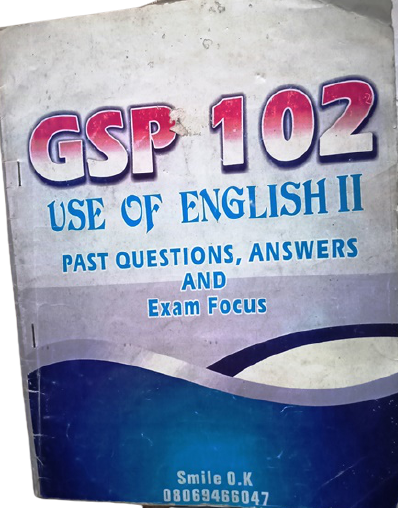 GSP 102
USE OF ENGLISH II
PAST QUESTIONS, ANSWERS
AND
Exam Focus
Smile O.K
08069466047